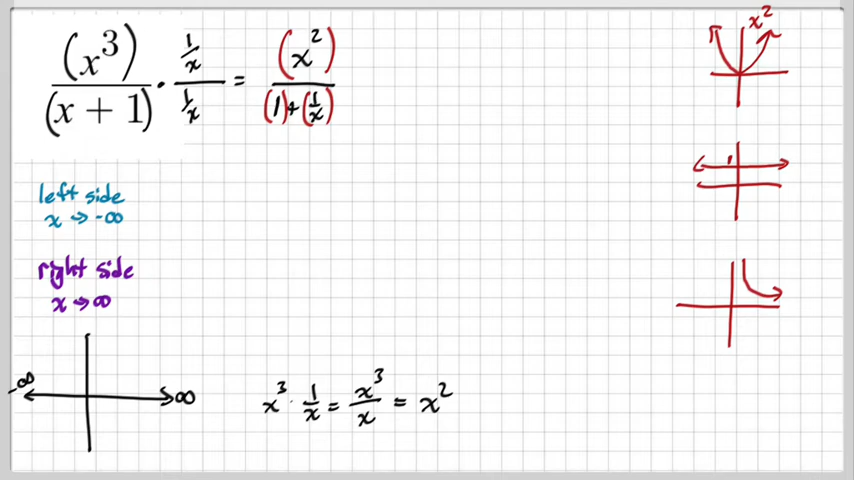 (x³)/(x + 1) · (1/x)/(1/x) = (x²)/((1)+(1/x))
left side
x → -∞
right side
x → ∞
-∞ ∞
x³ · 1/x = x³/x = x²
x²
1